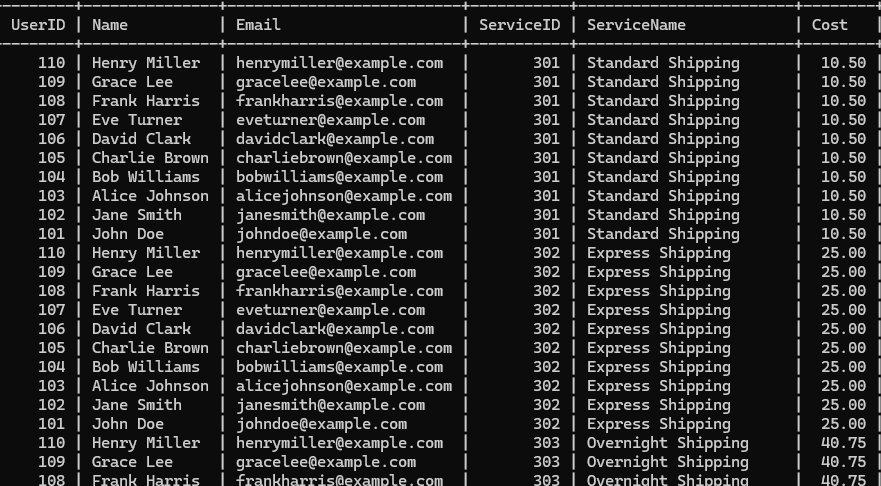 UserID | Name | Email | ServiceID | ServiceName | Cost |
110 | Henry Miller | henrymiller@example.com | 301 | Standard Shipping | 10.50 |
109 | Grace Lee | gracelee@example.com | 301 | Standard Shipping | 10.50 |
108 | Frank Harris | frankharris@example.com | 301 | Standard Shipping | 10.50 |
107 | Eve Turner | eveturner@example.com | 301 | Standard Shipping | 10.50 |
106 | David Clark | davidclark@example.com | 301 | Standard Shipping | 10.50 |
105 | Charlie Brown | charliebrown@example.com | 301 | Standard Shipping | 10.50 |
104 | Bob Williams | bobwilliams@example.com | 301 | Standard Shipping | 10.50 |
103 | Alice Johnson | alicejohnson@example.com | 301 | Standard Shipping | 10.50 |
102 | Jane Smith | janesmith@example.com | 301 | Standard Shipping | 10.50 |
101 | John Doe | johndoe@example.com | 301 | Standard Shipping | 10.50 |
110 | Henry Miller | henrymiller@example.com | 302 | Express Shipping | 25.00 |
109 | Grace Lee | gracelee@example.com | 302 | Express Shipping | 25.00 |
108 | Frank Harris | frankharris@example.com | 302 | Express Shipping | 25.00 |
107 | Eve Turner | eveturner@example.com | 302 | Express Shipping | 25.00 |
106 | David Clark | davidclark@example.com | 302 | Express Shipping | 25.00 |
105 | Charlie Brown | charliebrown@example.com | 302 | Express Shipping | 25.00 |
104 | Bob Williams | bobwilliams@example.com | 302 | Express Shipping | 25.00 |
103 | Alice Johnson | alicejohnson@example.com | 302 | Express Shipping | 25.00 |
102 | Jane Smith | janesmith@example.com | 302 | Express Shipping | 25.00 |
101 | John Doe | johndoe@example.com | 302 | Express Shipping | 25.00 |
110 | Henry Miller | henrymiller@example.com | 303 | Overnight Shipping | 40.75 |
109 | Grace Lee | gracelee@example.com | 303 | Overnight Shipping | 40.75 |
108 | Frank Harris | frankharris@example.com | 303 | Overnight Shipping | 40.75 |